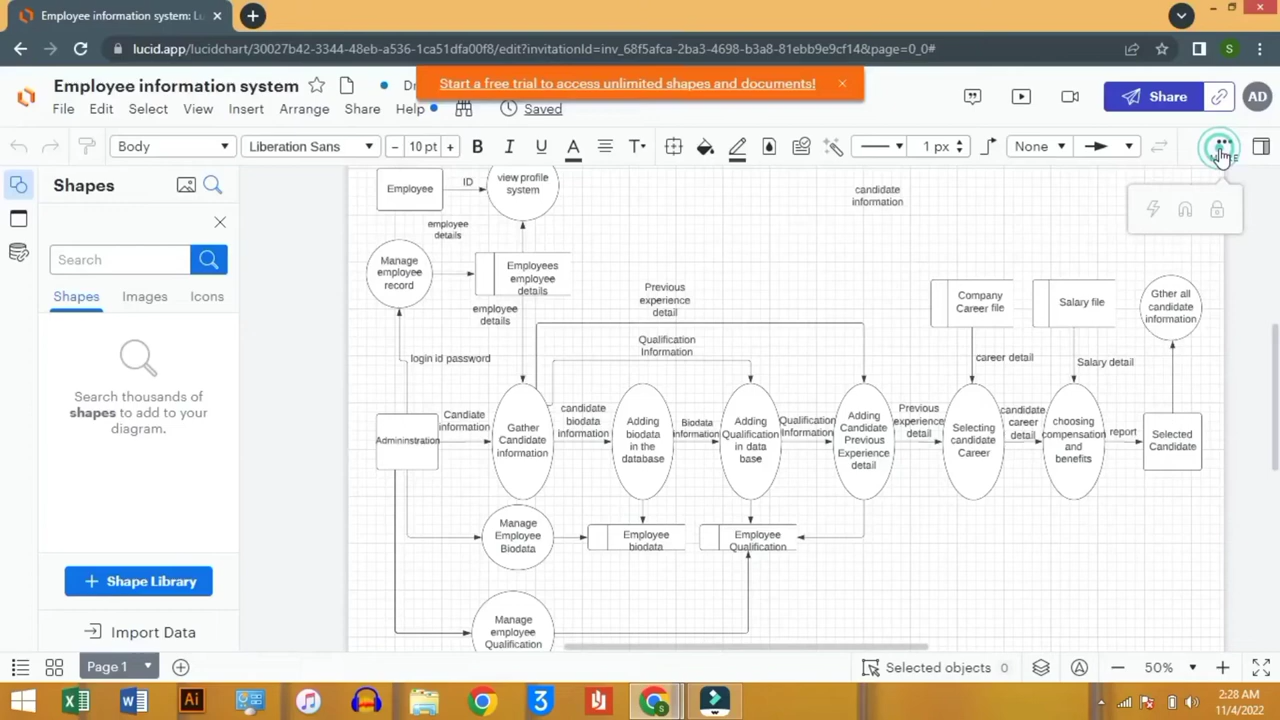 Employee information system: Lu
lucid.app/lucidchart/30027b42-3344-48eb-a536-1ca51dfa00f8/edit?invitationId=inv_68f5afca-2ba3-4698-b3a8-81ebb9e9cf14&page=0_0#
S
Employee information system
Start a free trial to access unlimited shapes and documents!
Share
AD
File
Edit
Select
View
Insert
Arrange
Share
Help
Saved
Body
Liberation Sans
10 pt
B
I
U
A
T
1 px
None
Shapes
Search
Shapes
Images
Icons
Search thousands of
shapes to add to your
diagram.
Shape Library
Import Data
Employee
ID
view profile
system
candidate
information
employee
details
Manage
employee
record
Employees
employee
details
employee
details
Previous
experience
detail
Qualification
Information
login id password
Company
Career file
Salary file
Gther all
candidate
information
career detail
Salary detail
Admininstration
Candiate
information
Gather
Candidate
information
candidate
biodata
information
Adding
biodata
in the
database
Biodata
information
Adding
Qualification
in data
base
Qualification
Information
Adding
Candidate
Previous
Experience
detail
Previous
experience
detail
Selecting
candidate
Career
candidate
career
detail
choosing
compensation
and
benefits
report
Selected
Candidate
Manage
Employee
Biodata
Employee
biodata
Employee
Qualification
Manage
employee
Qualification
Page 1
Selected objects 0
50%
2:28 AM
11/4/2022